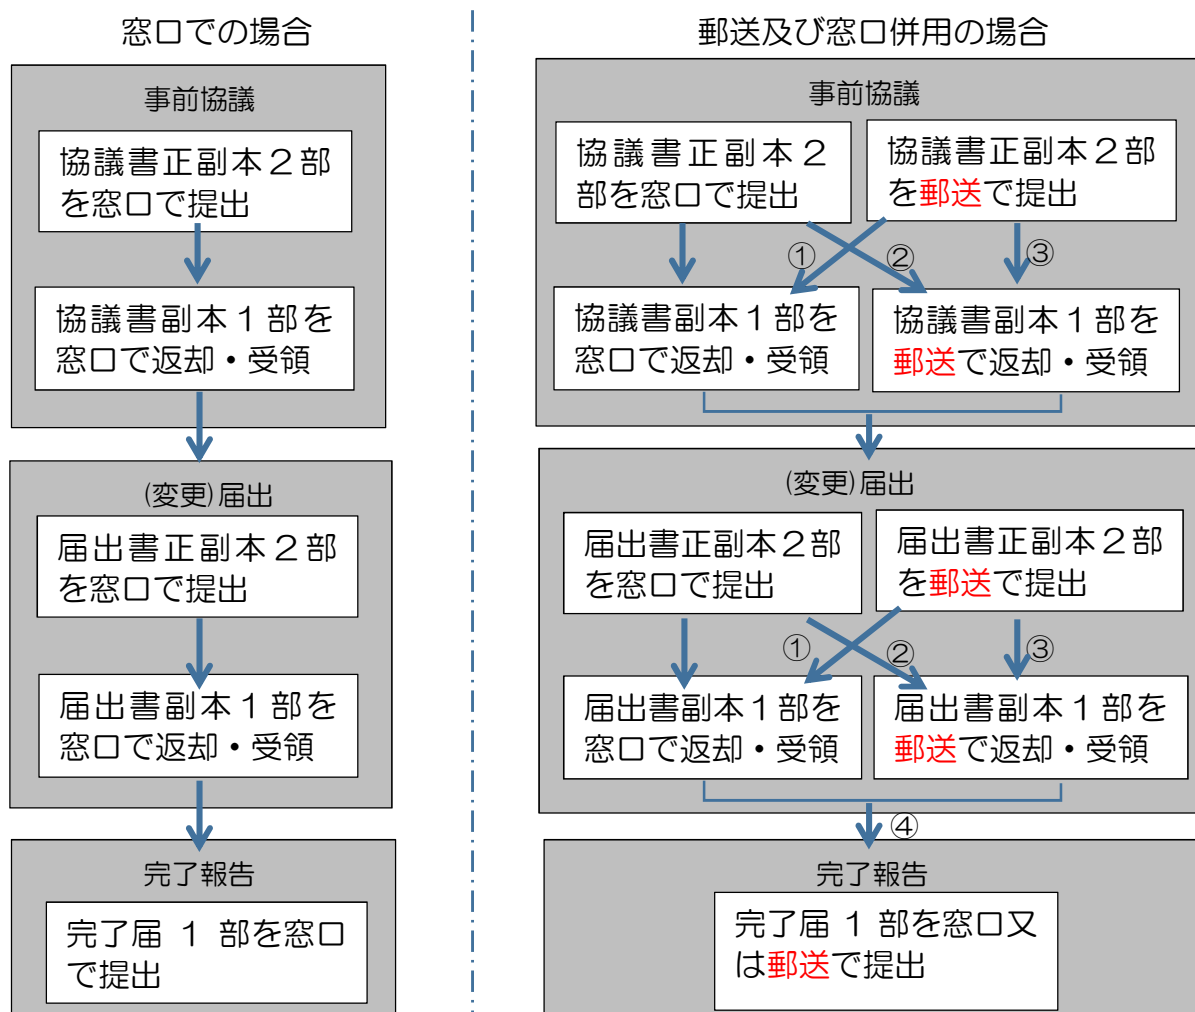 窓口での場合
事前協議
協議書正副本２部
を窓口で提出
協議書副本１部を
窓口で返却・受領
(変更)届出
届出書正副本２部
を窓口で提出
届出書副本１部を
窓口で返却・受領
完了報告
完了届 １ 部を窓口
で提出
郵送及び窓口併用の場合
事前協議
協議書正副本２
部を窓口で提出
協議書正副本２部
を郵送で提出
① ② ③
協議書副本１部を
窓口で返却・受領
協議書副本１部を
郵送で返却・受領
(変更)届出
届出書正副本２部
を窓口で提出
届出書正副本２部
を郵送で提出
① ② ③
届出書副本１部を
窓口で返却・受領
届出書副本１部を
郵送で返却・受領
④
完了報告
完了届 １ 部を窓口又
は郵送で提出